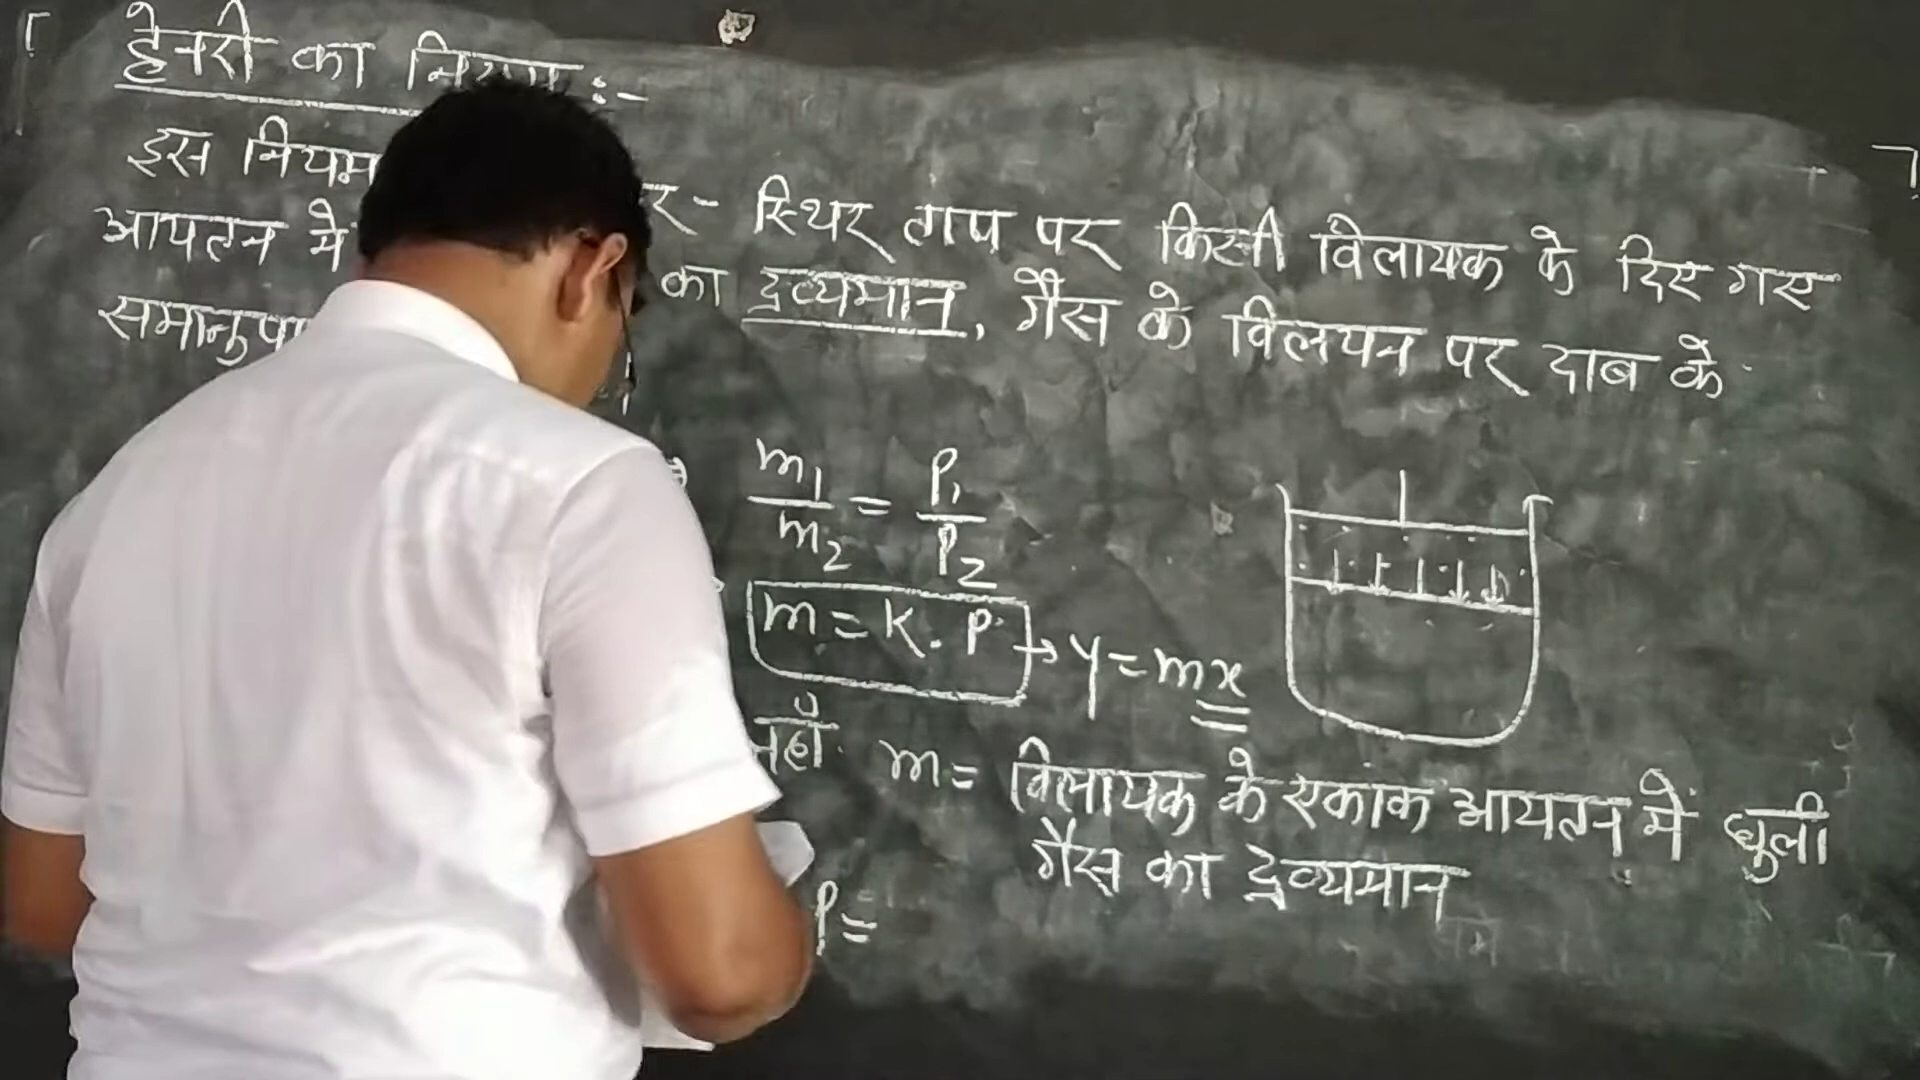 हेनरी का नियम :-
इस नियम र - स्थिर ताप पर किसी विलायक के दिए गए
आयतन में का द्रव्यमान, गैस के विलयन पर दाब के
समानुपा
m₁/m₂ = P₁/P₂
m = K . P → y = mx
जहाँ m = विलायक के एकांक आयतन में घुली
गैस का द्रव्यमान
P =